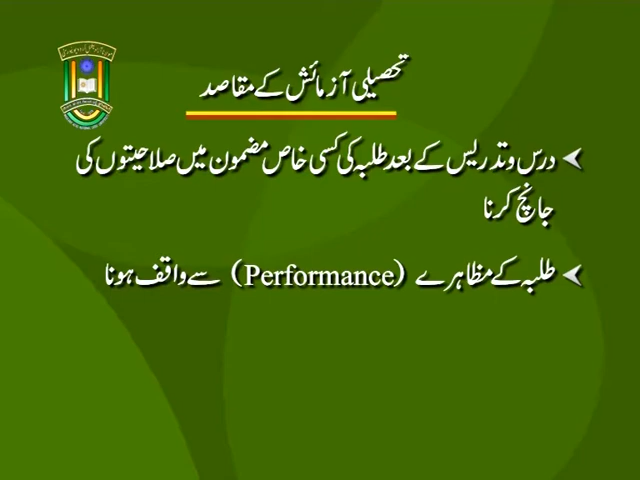 تحصیلی آزمائش کے مقاصد
درس و تدریس کے بعد طلبہ کی کسی خاص مضمون میں صلاحیتوں کی
جانچ کرنا
طلبہ کے مظاہرے (Performance) سے واقف ہونا